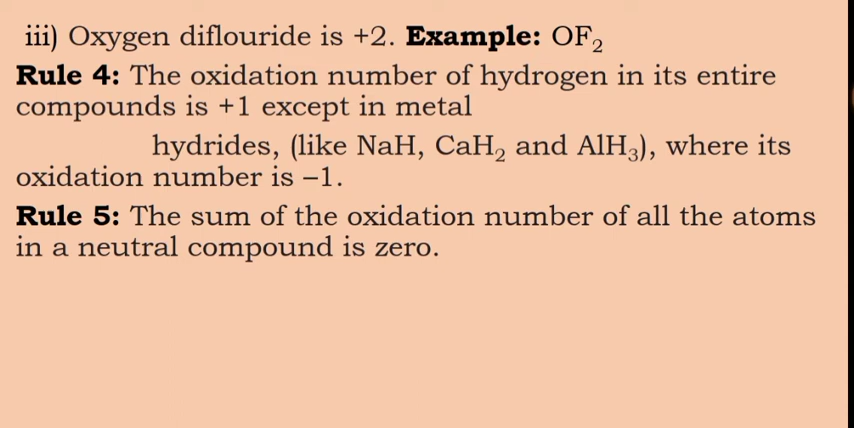 iii) Oxygen diflouride is +2. Example: OF₂
Rule 4: The oxidation number of hydrogen in its entire
compounds is +1 except in metal
hydrides, (like NaH, CaH₂ and AlH₃), where its
oxidation number is −1.
Rule 5: The sum of the oxidation number of all the atoms
in a neutral compound is zero.